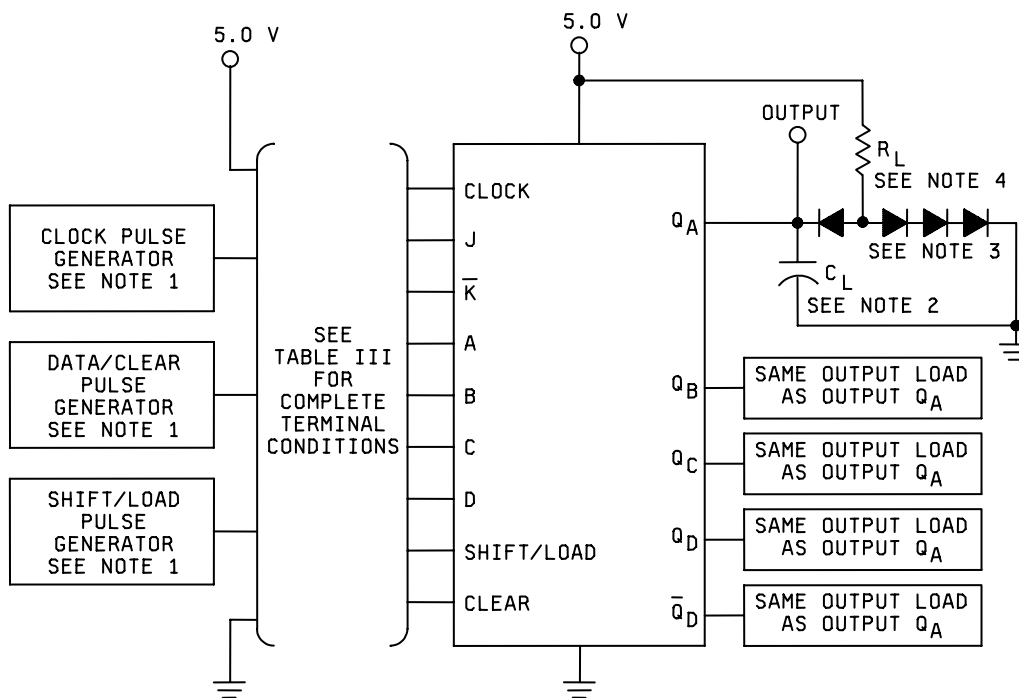 5.0 V
5.0 V
OUTPUT
R L
SEE NOTE 4
SEE NOTE 3
C L
SEE NOTE 2
CLOCK PULSE
GENERATOR
SEE NOTE 1
DATA/CLEAR
PULSE
GENERATOR
SEE NOTE 1
SHIFT/LOAD
PULSE
GENERATOR
SEE NOTE 1
SEE
TABLE III
FOR
COMPLETE
TERMINAL
CONDITIONS
CLOCK
J
K̅
A
B
C
D
SHIFT/LOAD
CLEAR
Q A
Q B
Q C
Q D
Q̅ D
SAME OUTPUT LOAD
AS OUTPUT Q A
SAME OUTPUT LOAD
AS OUTPUT Q A
SAME OUTPUT LOAD
AS OUTPUT Q A
SAME OUTPUT LOAD
AS OUTPUT Q A